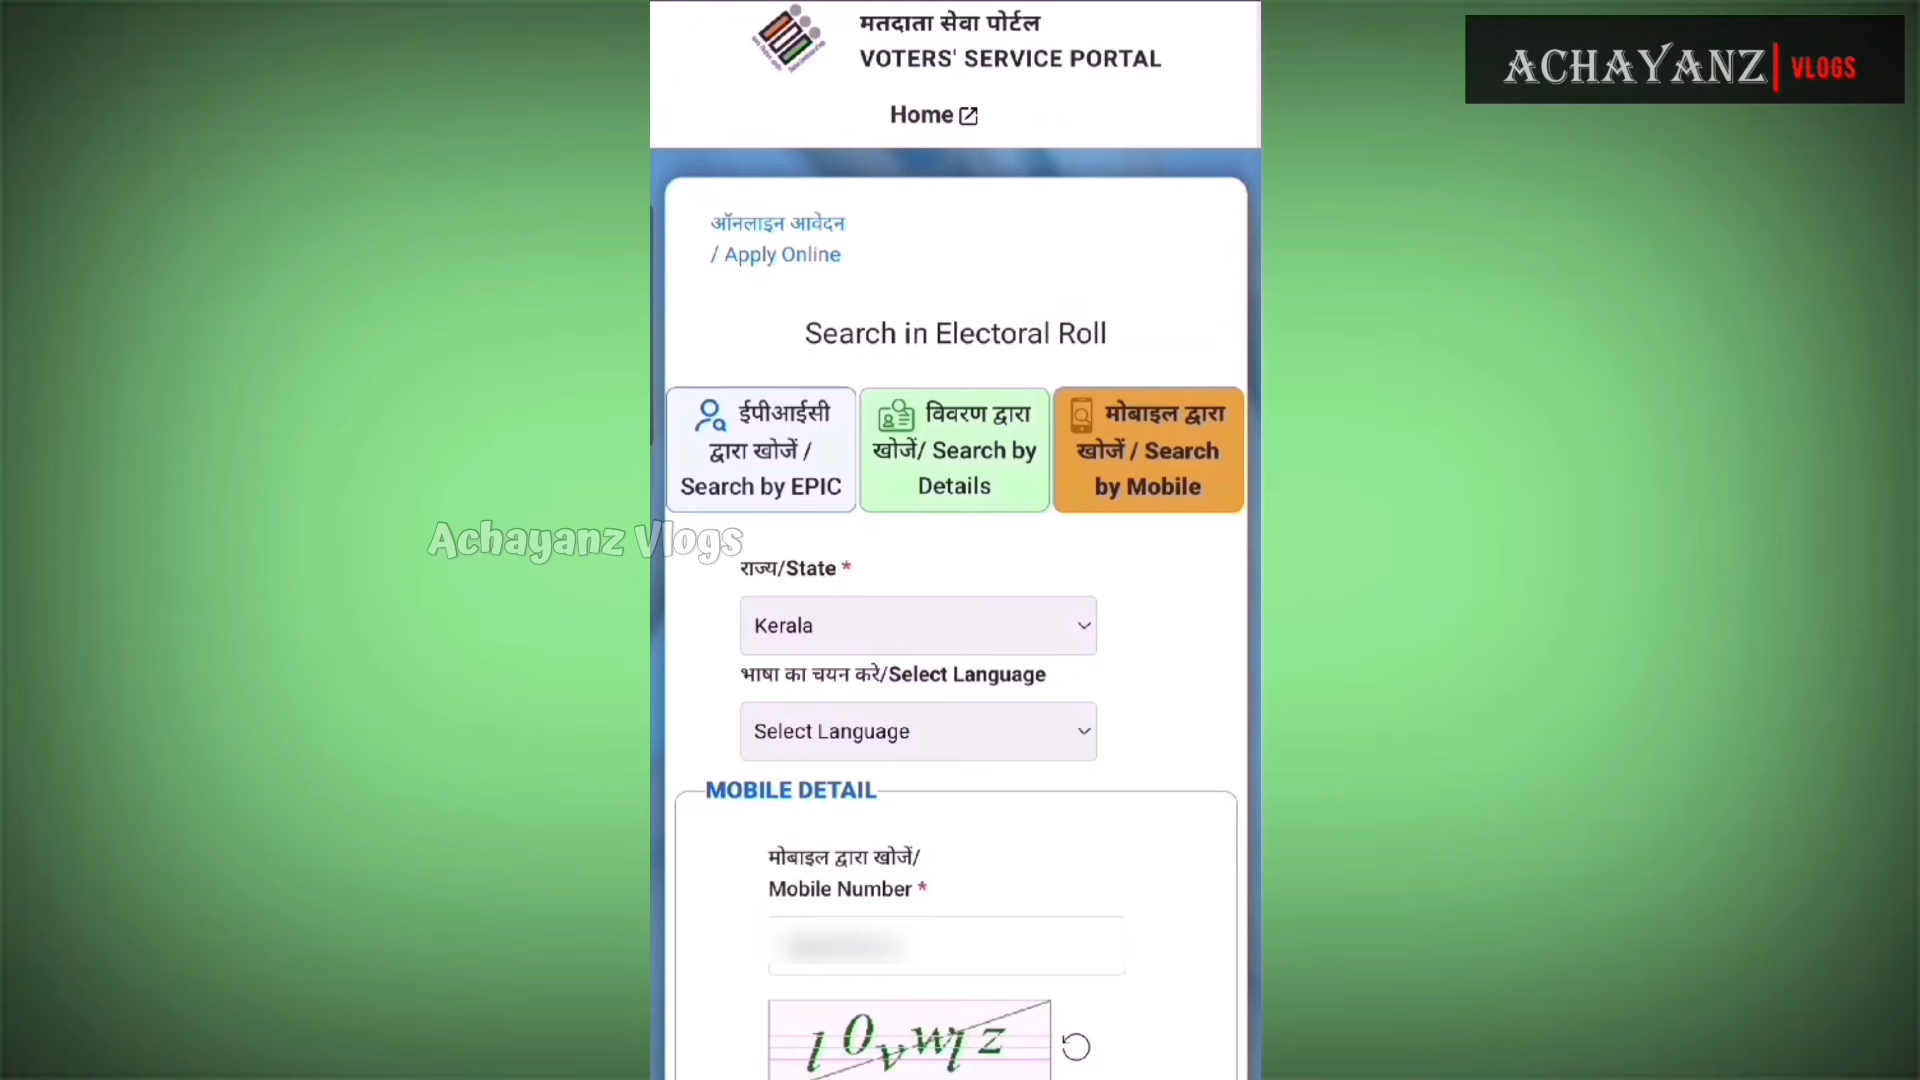 मतदाता सेवा पोर्टल
VOTERS' SERVICE PORTAL
ACHAYANZ VLOGS
Home
ऑनलाइन आवेदन
/ Apply Online
Search in Electoral Roll
ईपीआईसी
द्वारा खोजें /
Search by EPIC
विवरण द्वारा
खोजें/ Search by
Details
मोबाइल द्वारा
खोजें / Search
by Mobile
Achayanz Vlogs
राज्य/State *
Kerala
भाषा का चयन करे/Select Language
Select Language
MOBILE DETAIL
मोबाइल द्वारा खोजें/
Mobile Number *